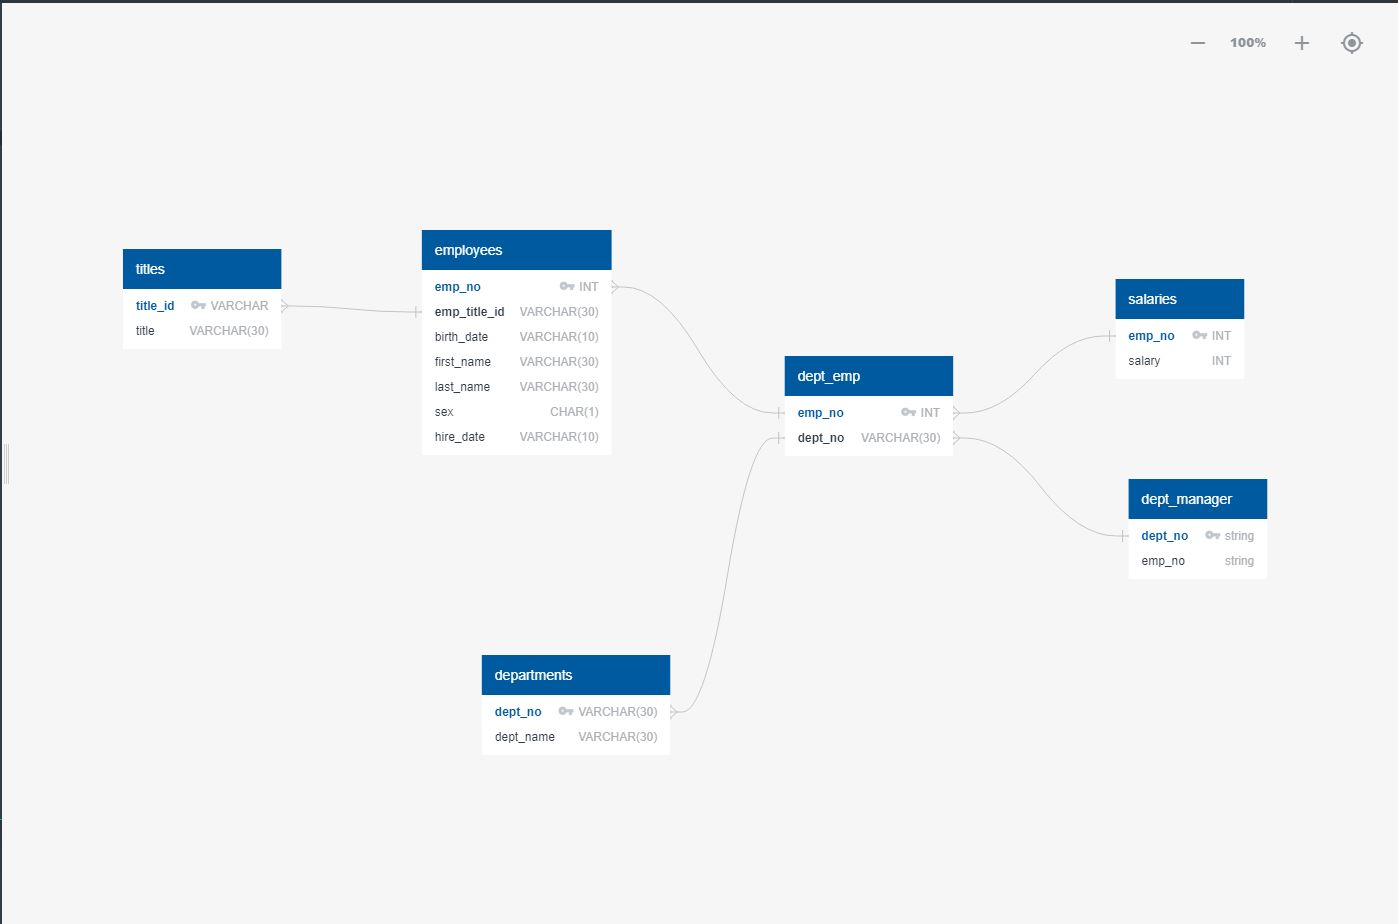 100%
titles
title_id VARCHAR
title VARCHAR(30)
employees
emp_no INT
emp_title_id VARCHAR(30)
birth_date VARCHAR(10)
first_name VARCHAR(30)
last_name VARCHAR(30)
sex CHAR(1)
hire_date VARCHAR(10)
dept_emp
emp_no INT
dept_no VARCHAR(30)
salaries
emp_no INT
salary INT
dept_manager
dept_no string
emp_no string
departments
dept_no VARCHAR(30)
dept_name VARCHAR(30)